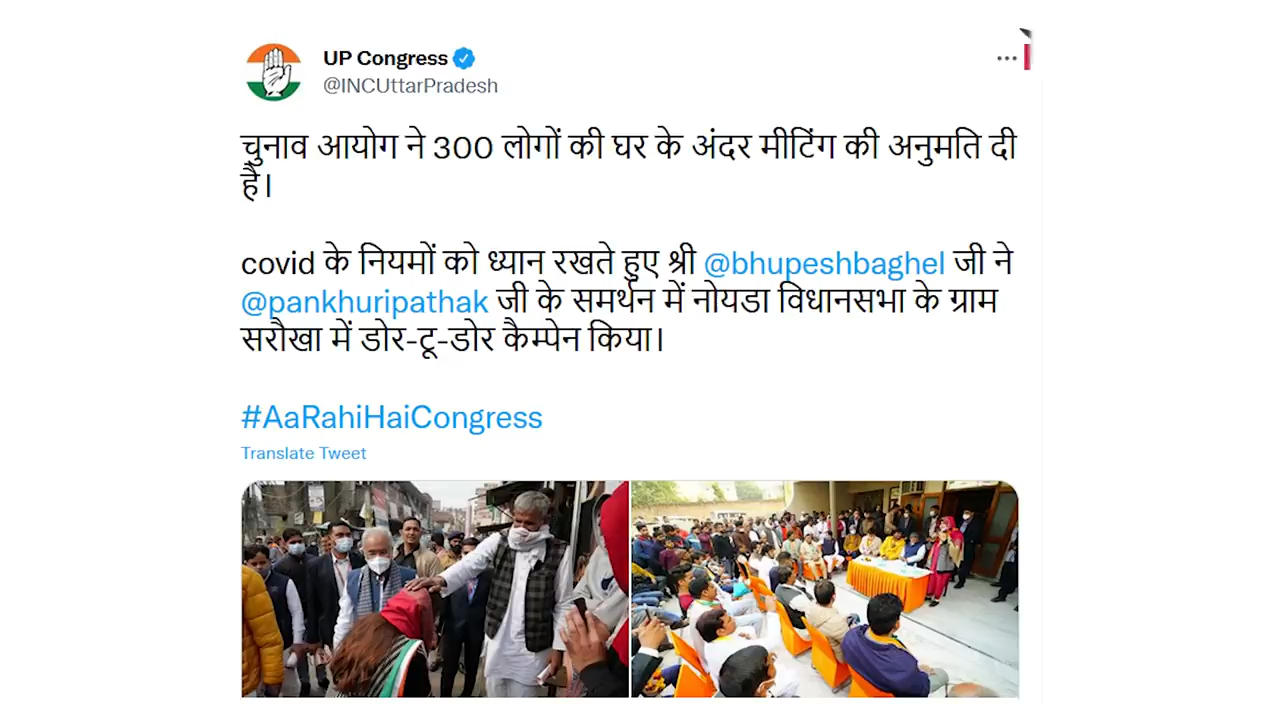 UP Congress
@INCUttarPradesh
चुनाव आयोग ने 300 लोगों की घर के अंदर मीटिंग की अनुमति दी
है।
covid के नियमों को ध्यान रखते हुए श्री @bhupeshbaghel जी ने
@pankhuripathak जी के समर्थन में नोयडा विधानसभा के ग्राम
सरौखा में डोर-टू-डोर कैम्पेन किया।
#AaRahiHaiCongress
Translate Tweet